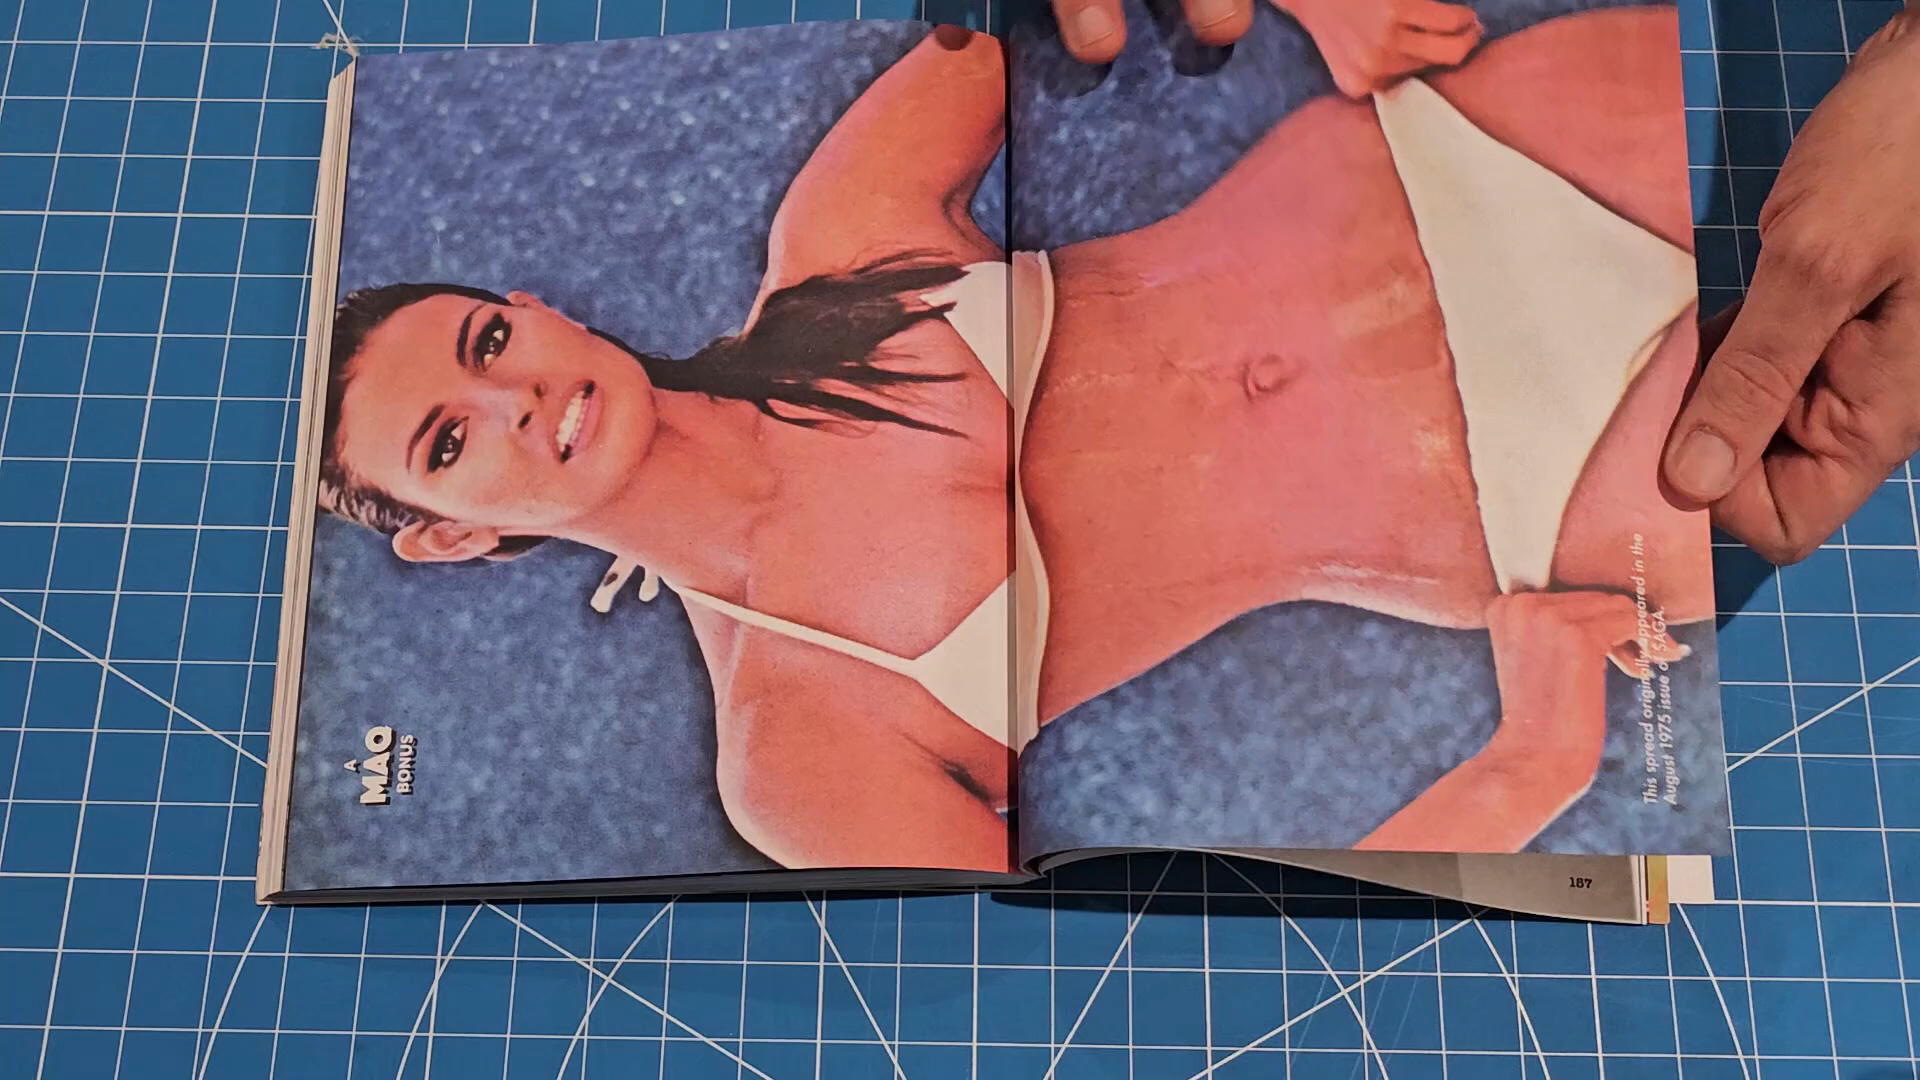 A
MAQ
BONUS
This spread originally appeared in the
August 1975 issue of SAGA.
187